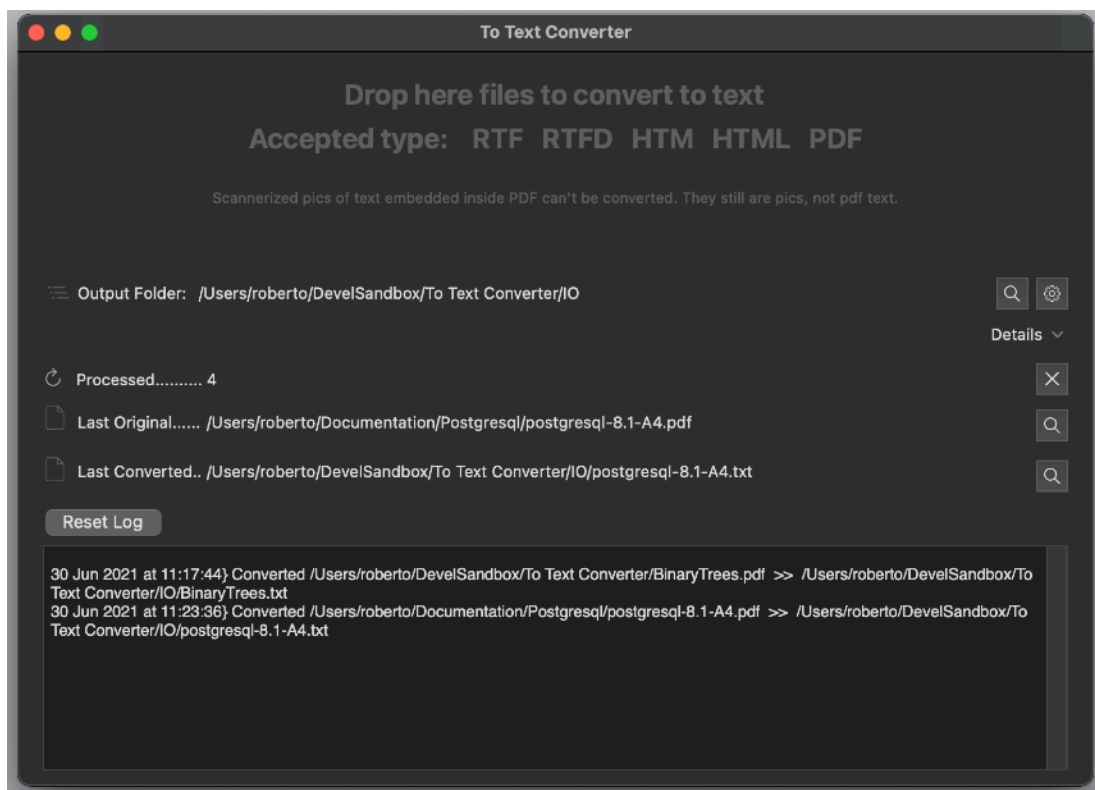 To Text Converter
Drop here files to convert to text
Accepted type: RTF RTFD HTM HTML PDF
Scannerized pics of text embedded inside PDF can't be converted. They still are pics, not pdf text.
Output Folder: /Users/roberto/DevelSandbox/To Text Converter/IO
Details
Processed.......... 4
Last Original...... /Users/roberto/Documentation/Postgresql/postgresql-8.1-A4.pdf
Last Converted.. /Users/roberto/DevelSandbox/To Text Converter/IO/postgresql-8.1-A4.txt
Reset Log
30 Jun 2021 at 11:17:44} Converted /Users/roberto/DevelSandbox/To Text Converter/BinaryTrees.pdf >> /Users/roberto/DevelSandbox/To
Text Converter/IO/BinaryTrees.txt
30 Jun 2021 at 11:23:36} Converted /Users/roberto/Documentation/Postgresql/postgresql-8.1-A4.pdf >> /Users/roberto/DevelSandbox/To
Text Converter/IO/postgresql-8.1-A4.txt